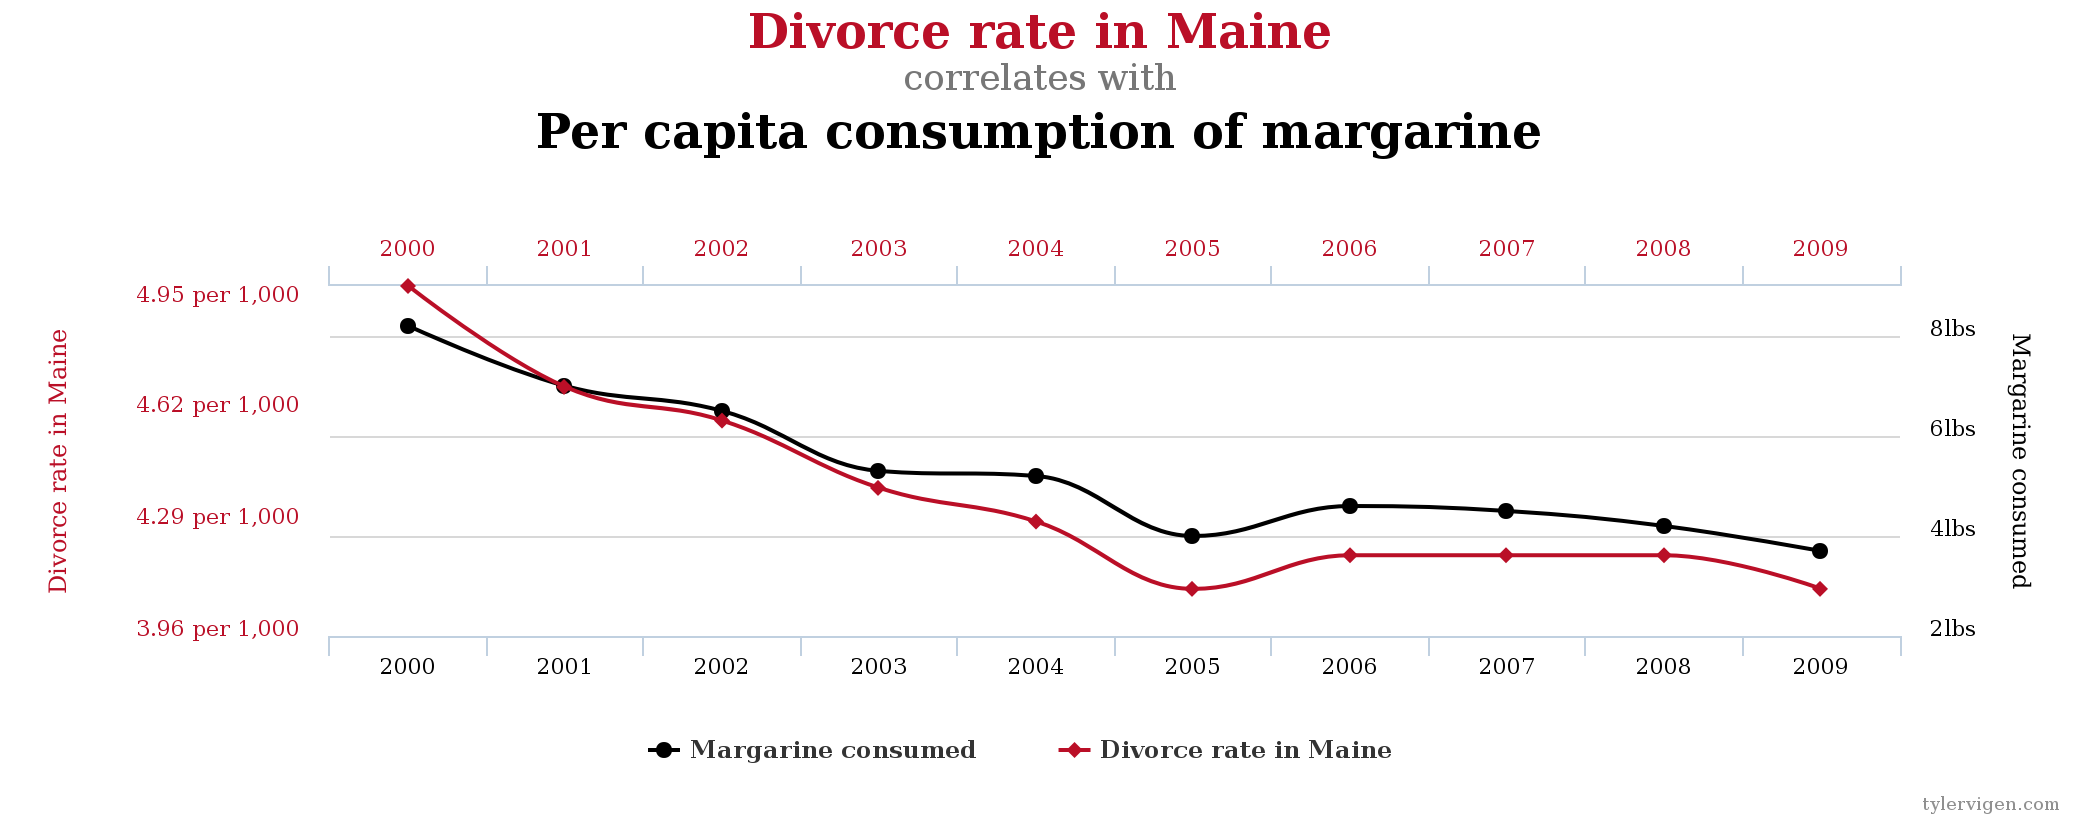 Divorce rate in Maine
correlates with
Per capita consumption of margarine
2000 2001 2002 2003 2004 2005 2006 2007 2008 2009
4.95 per 1,000
4.62 per 1,000
4.29 per 1,000
3.96 per 1,000
Divorce rate in Maine
8lbs
6lbs
4lbs
2lbs
Margarine consumed
2000 2001 2002 2003 2004 2005 2006 2007 2008 2009
Margarine consumed Divorce rate in Maine
tylervigen.com